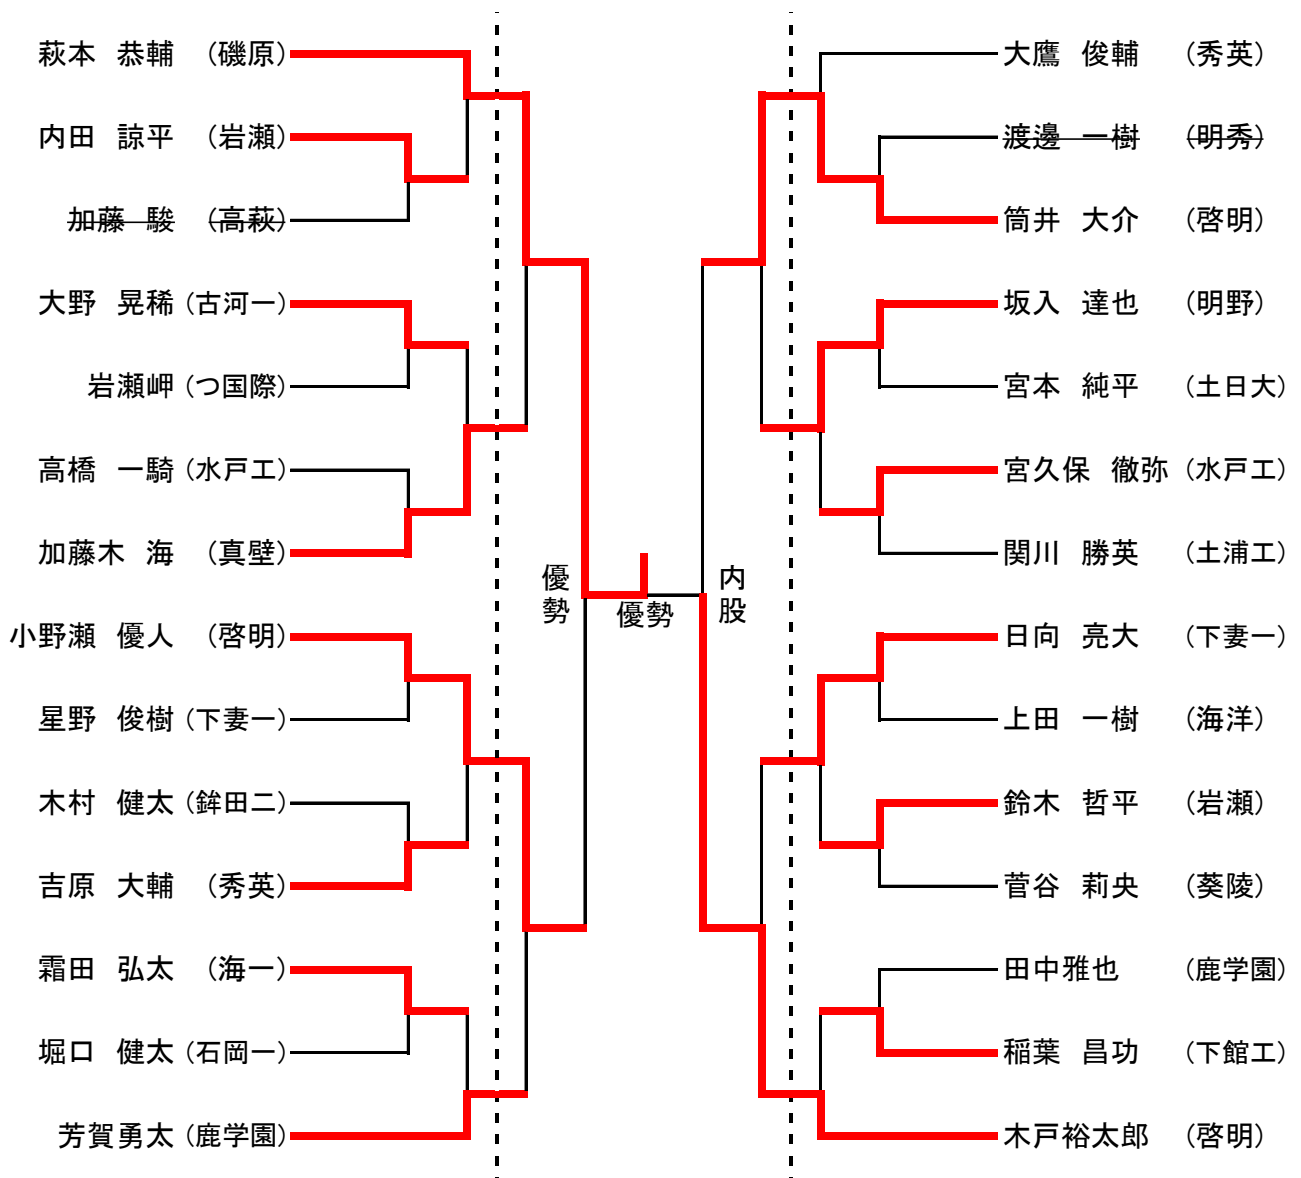 萩本 恭輔 （磯原）
内田 諒平 （岩瀬）
加藤 駿 （高萩）
大野 晃稀（古河一）
岩瀬岬（つ国際）
高橋 一騎（水戸工）
加藤木 海 （真壁）
小野瀬 優人 （啓明）
星野 俊樹（下妻一）
木村 健太（鉾田二）
吉原 大輔 （秀英）
霜田 弘太 （海一）
堀口 健太（石岡一）
芳賀勇太（鹿学園）
優勢
優勢
内股
大鷹 俊輔 （秀英）
渡邊 一樹 （明秀）
筒井 大介 （啓明）
坂入 達也 （明野）
宮本 純平 （土日大）
宮久保 徹弥（水戸工）
関川 勝英 （土浦工）
日向 亮大 （下妻一）
上田 一樹 （海洋）
鈴木 哲平 （岩瀬）
菅谷 莉央 （葵陵）
田中雅也 （鹿学園）
稲葉 昌功 （下館工）
木戸裕太郎 （啓明）